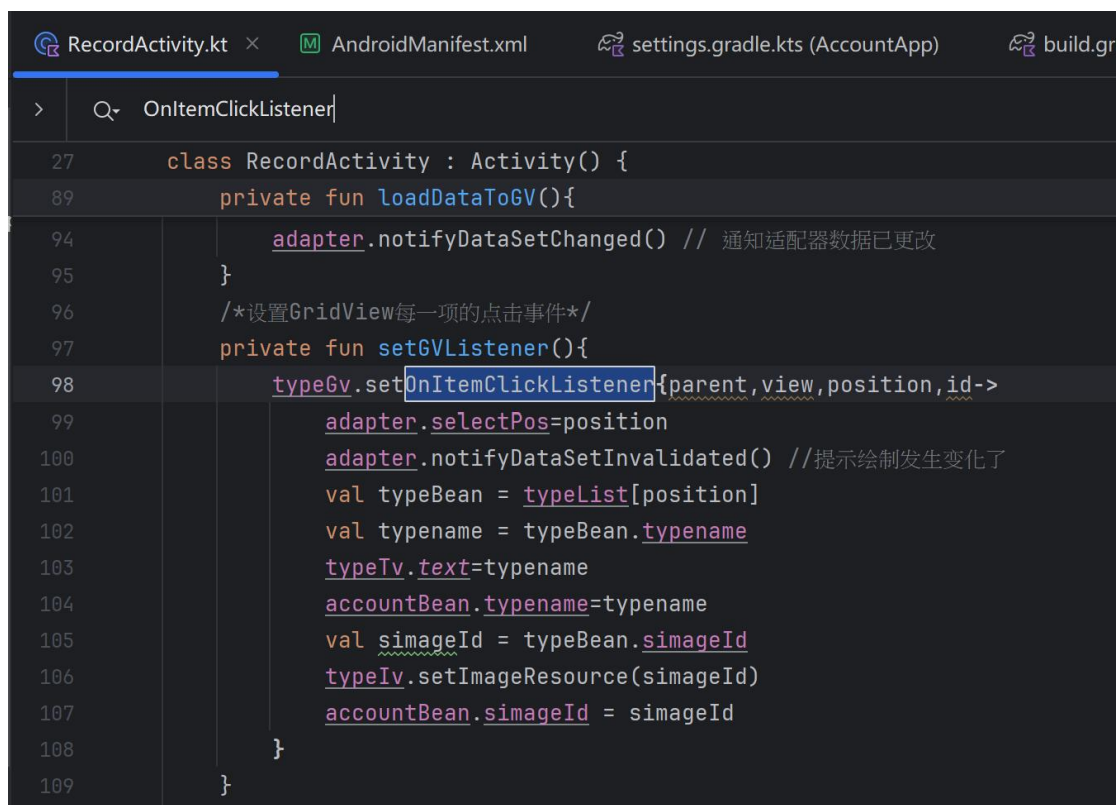 RecordActivity.kt × AndroidManifest.xml settings.gradle.kts (AccountApp) build.gr
OnItemClickListener
27 class RecordActivity : Activity() {
89 private fun loadDataToGV(){
94 adapter.notifyDataSetChanged() // 通知适配器数据已更改
95 }
96 /*设置GridView每一项的点击事件*/
97 private fun setGVListener(){
98 typeGv.setOnItemClickListener{parent,view,position,id->
99 adapter.selectPos=position
100 adapter.notifyDataSetInvalidated() //提示绘制发生变化了
101 val typeBean = typeList[position]
102 val typename = typeBean.typename
103 typeTv.text=typename
104 accountBean.typename=typename
105 val simageId = typeBean.simageId
106 typeIv.setImageResource(simageId)
107 accountBean.simageId = simageId
108 }
109 }